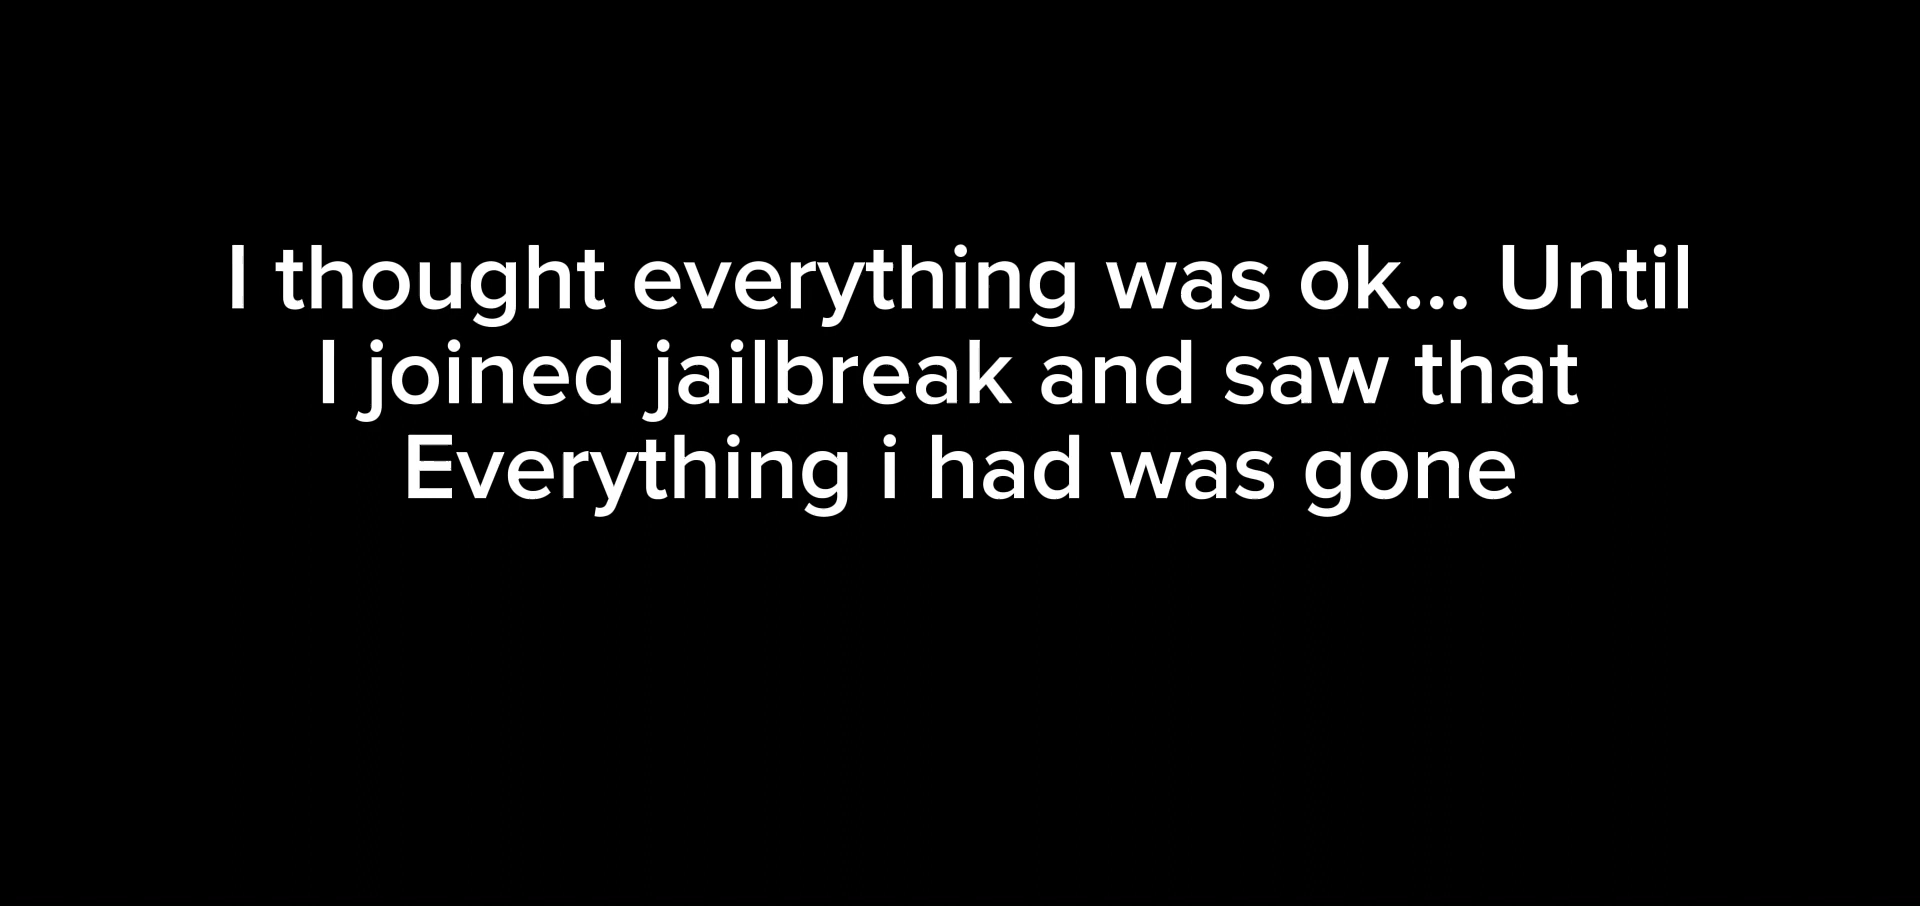 I thought everything was ok... Until
I joined jailbreak and saw that
Everything i had was gone